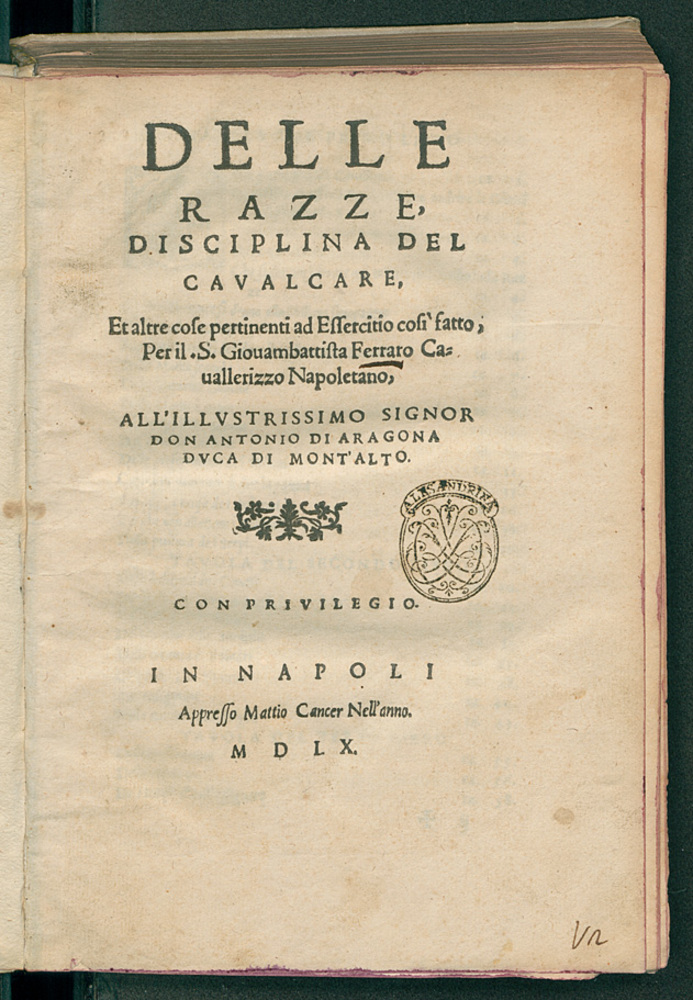 DELLE
RAZZE,
DISCIPLINA DEL
CAVALCARE,
Et altre coſe pertinenti ad Eſſercitio coſi` fatto;
Per il .S. Giouambattiſta Ferraro Ca=
uallerizzo Napoletano,
ALL'ILLVSTRISSIMO SIGNOR
DON ANTONIO DI ARAGONA
DVCA DI MONT'ALTO.
ALESANDRINA
CON PRIVILEGIO.
IN NAPOLI
Appreſſo Mattio Cancer Nell'anno.
MDLX.